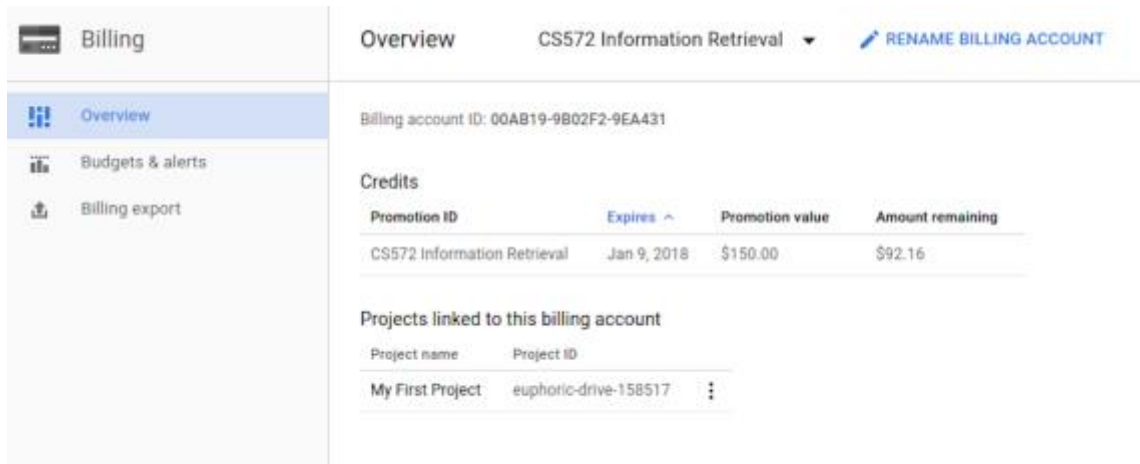 Billing
Overview CS572 Information Retrieval RENAME BILLING ACCOUNT
Overview
Budgets & alerts
Billing export
Billing account ID: 00AB19-9B02F2-9EA431
Credits
Promotion ID Expires Promotion value Amount remaining
CS572 Information Retrieval Jan 9, 2018 $150.00 $92.16
Projects linked to this billing account
Project name Project ID
My First Project euphoric-drive-158517